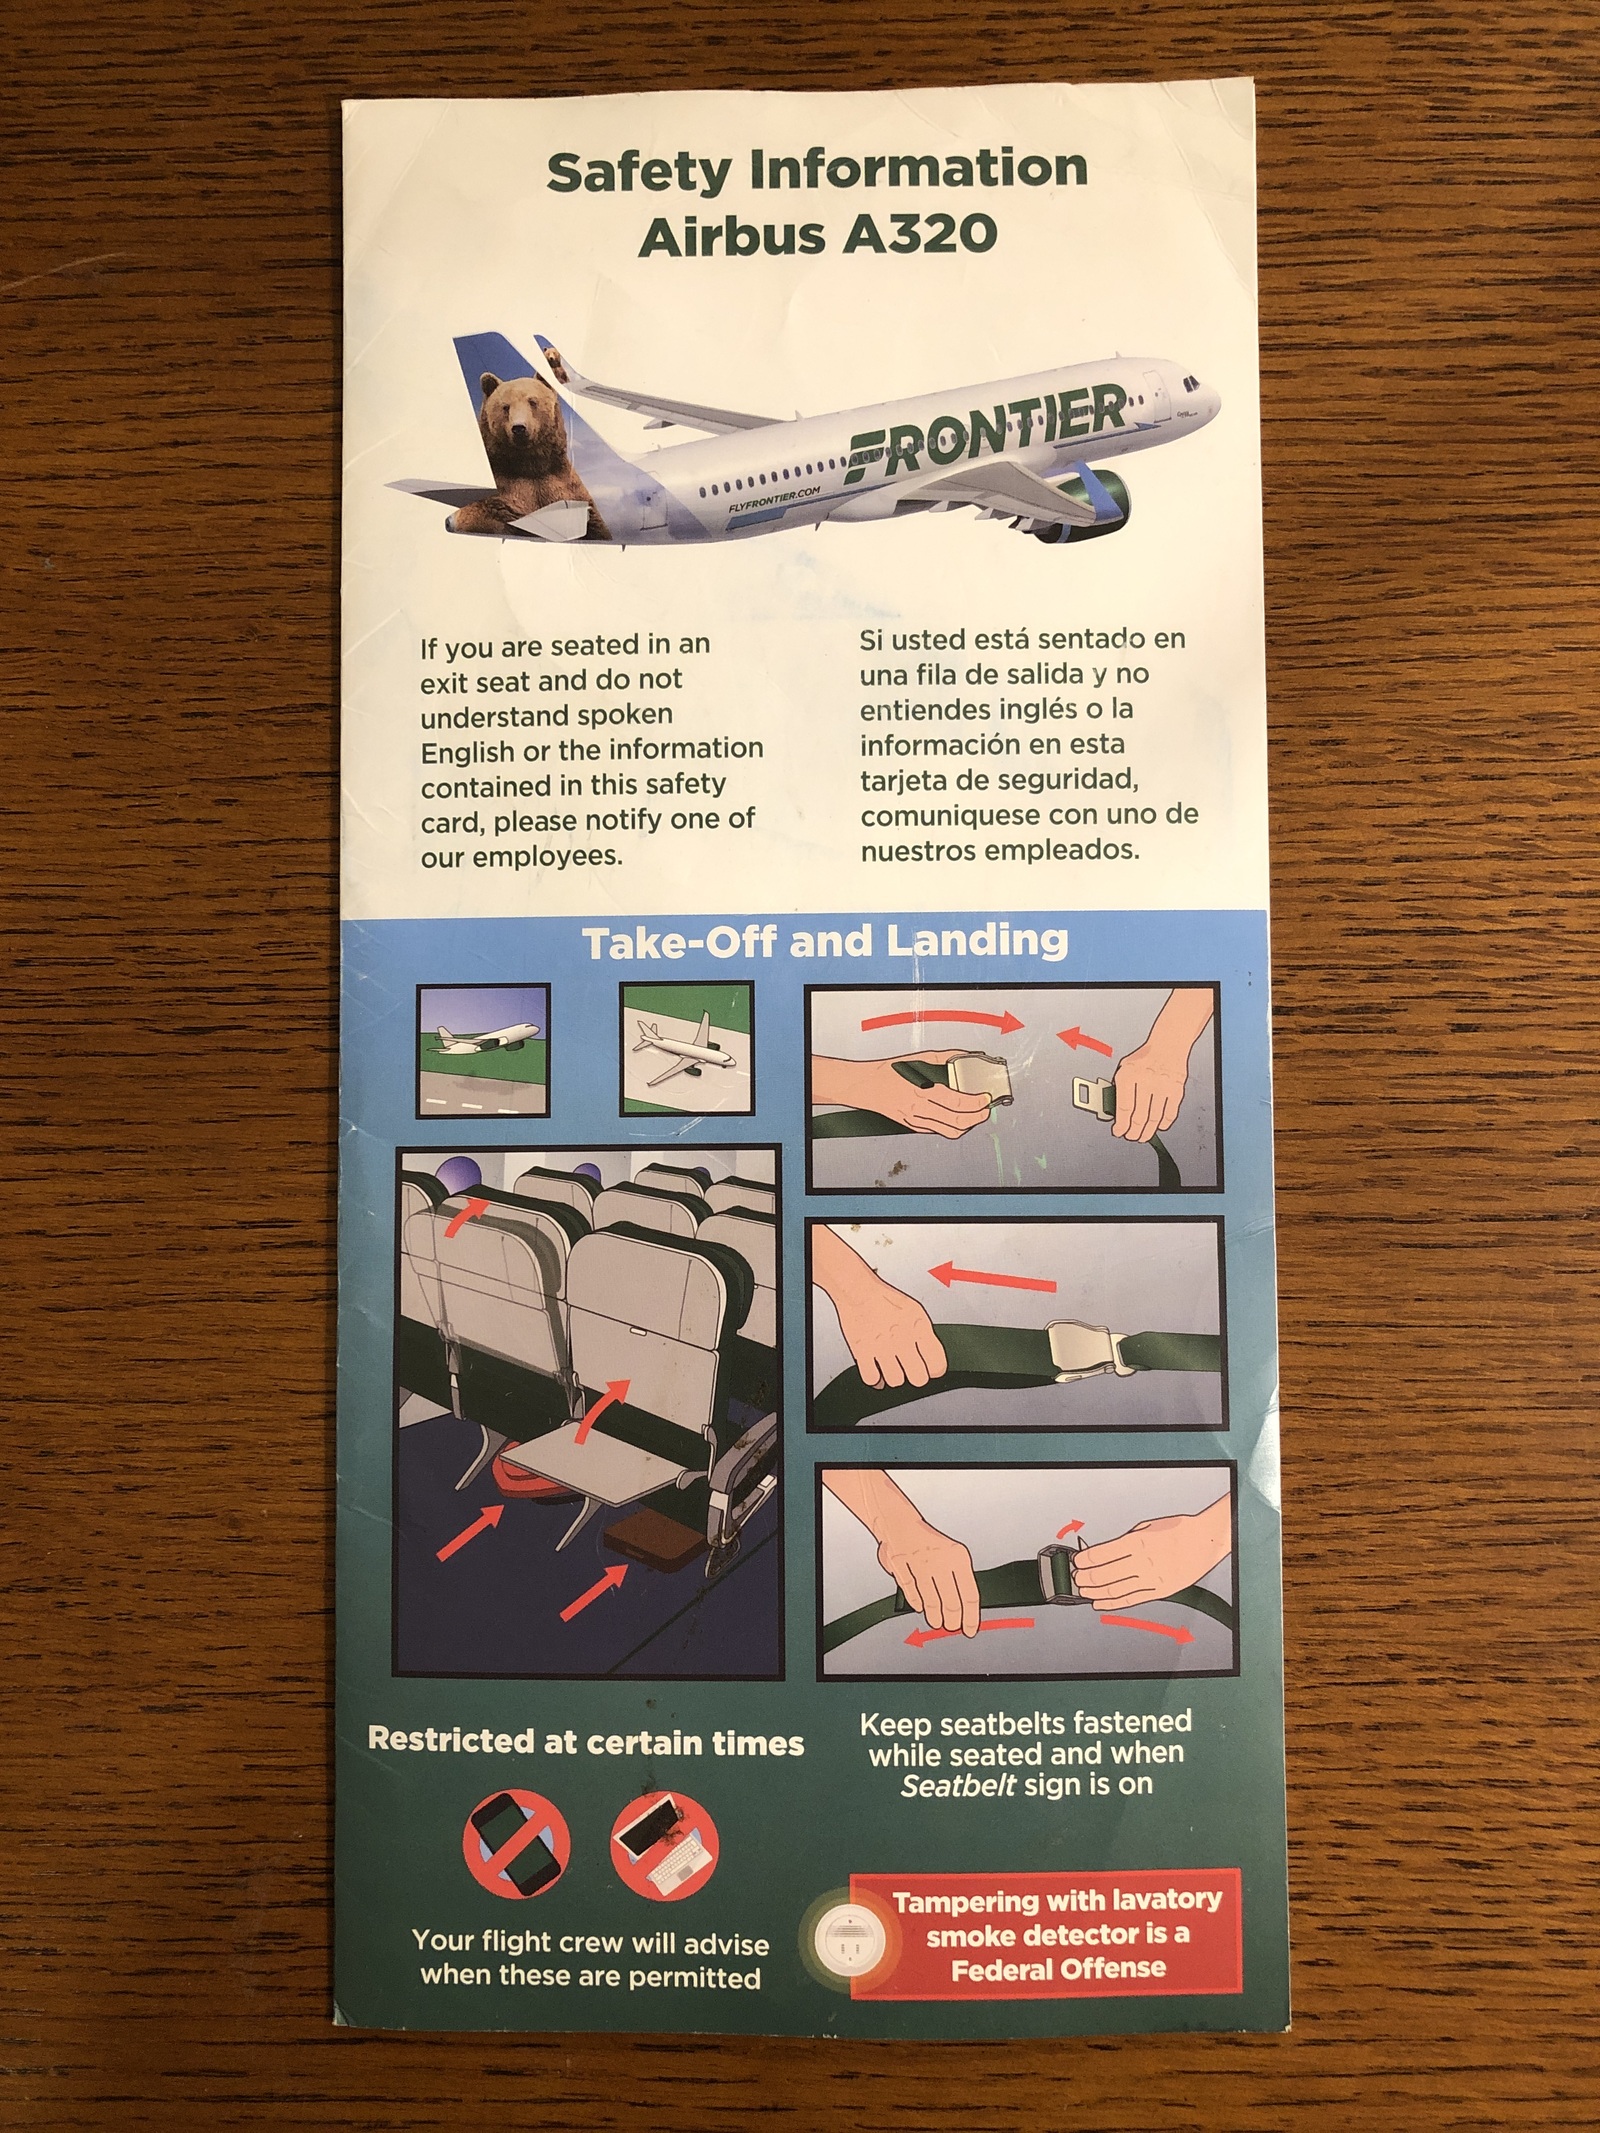 Safety Information
Airbus A320
FRONTIER
FLYFRONTIER.COM
If you are seated in an
exit seat and do not
understand spoken
English or the information
contained in this safety
card, please notify one of
our employees.
Si usted está sentado en
una fila de salida y no
entiendes inglés o la
información en esta
tarjeta de seguridad,
comuniquese con uno de
nuestros empleados.
Take-Off and Landing
Restricted at certain times
Your flight crew will advise
when these are permitted
Keep seatbelts fastened
while seated and when
Seatbelt sign is on
Tampering with lavatory
smoke detector is a
Federal Offense